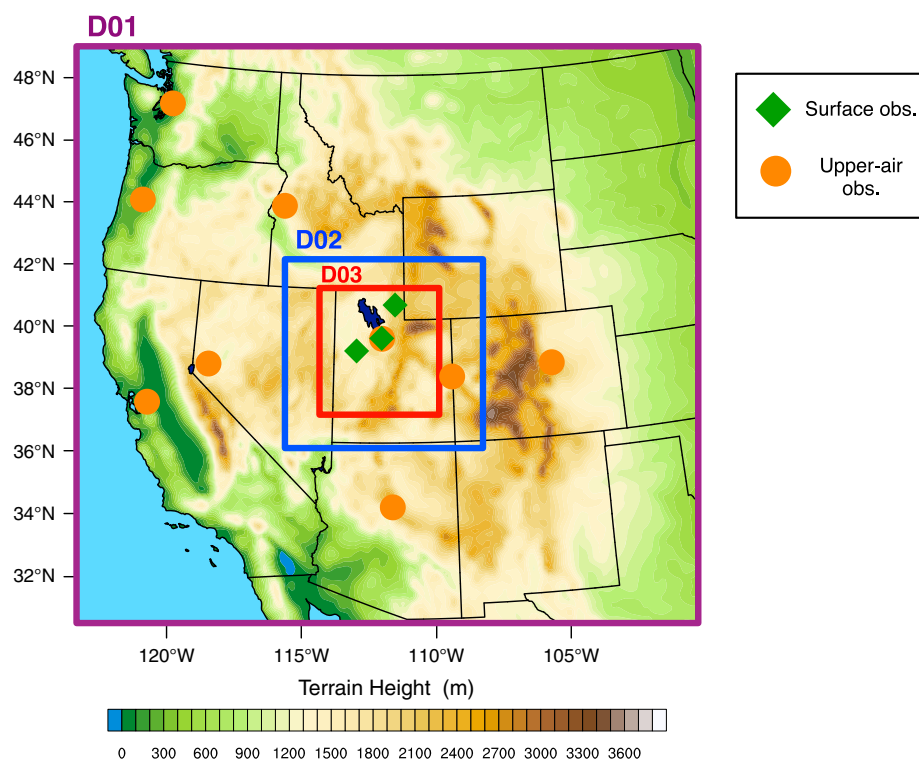 D01
48°N
46°N
44°N
42°N
40°N
38°N
36°N
34°N
32°N
D02
D03
120°W 115°W 110°W 105°W
Surface obs.
Upper-air
obs.
Terrain Height (m)
0 300 600 900 1200 1500 1800 2100 2400 2700 3000 3300 3600